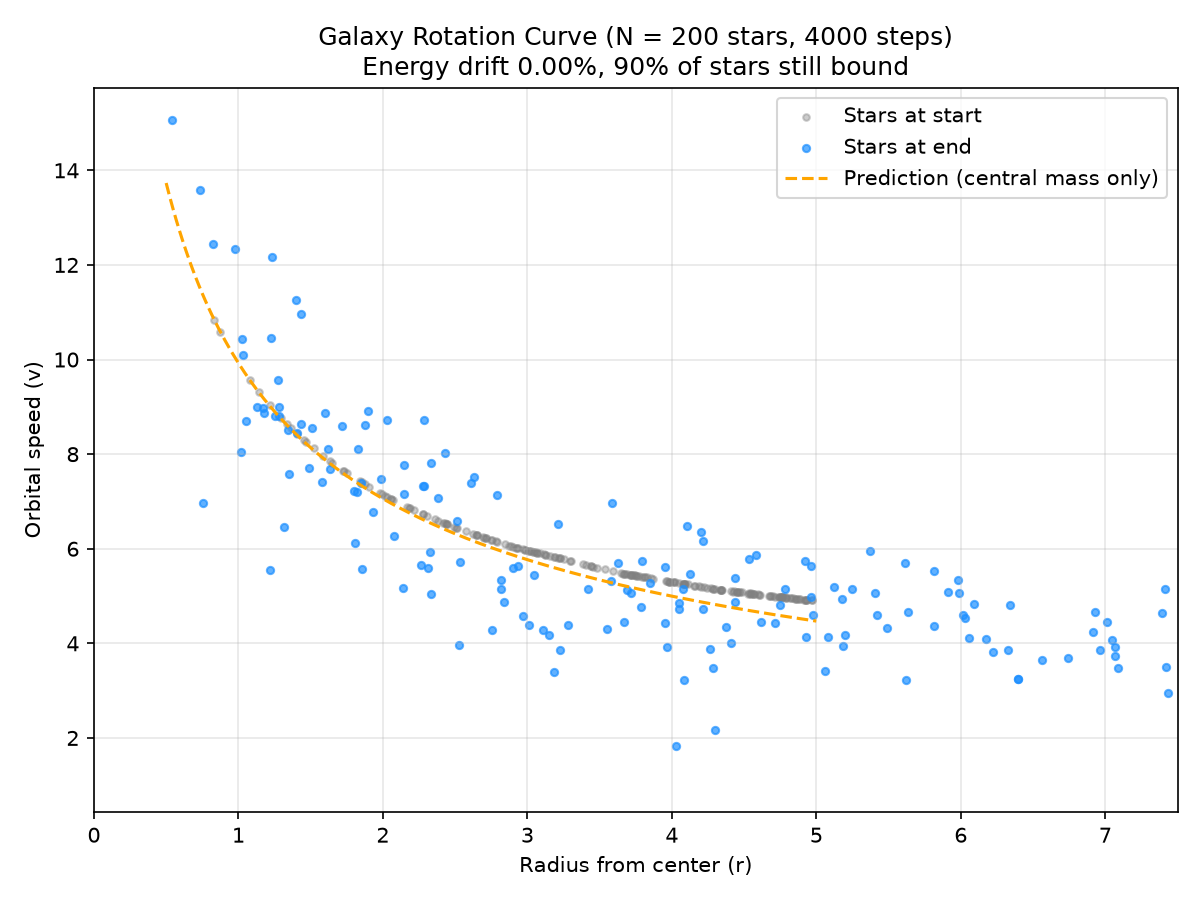 Galaxy Rotation Curve (N = 200 stars, 4000 steps)
Energy drift 0.00%, 90% of stars still bound
Stars at start
Stars at end
Prediction (central mass only)
Orbital speed (v)
14
12
10
8
6
4
2
0 1 2 3 4 5 6 7
Radius from center (r)